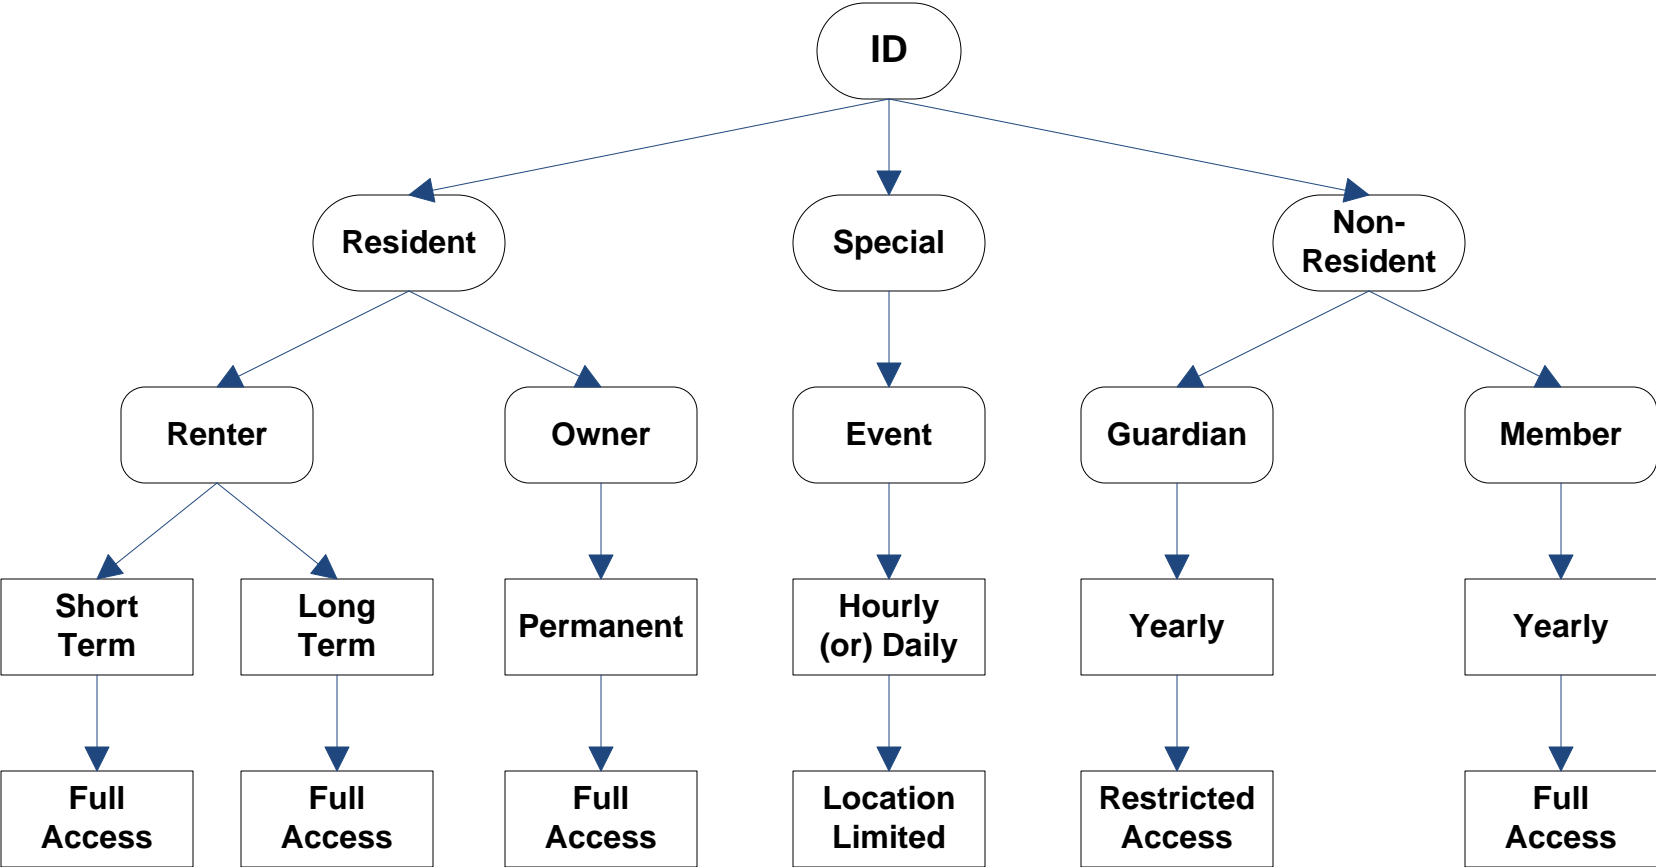 ID
Resident
Special
Non-
Resident
Renter
Owner
Event
Guardian
Member
Short
Term
Long
Term
Permanent
Hourly
(or) Daily
Yearly
Yearly
Full
Access
Full
Access
Full
Access
Location
Limited
Restricted
Access
Full
Access